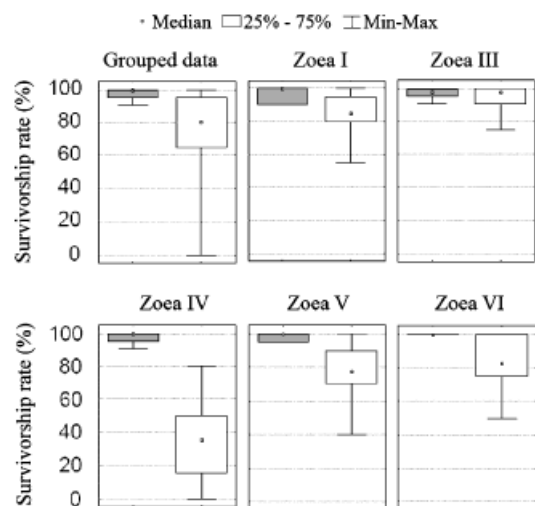 Median 25% - 75% Min-Max
Grouped data Zoea I Zoea III
Survivorship rate (%)
100
80
60
40
20
0
Zoea IV Zoea V Zoea VI
Survivorship rate (%)
100
80
60
40
20
0